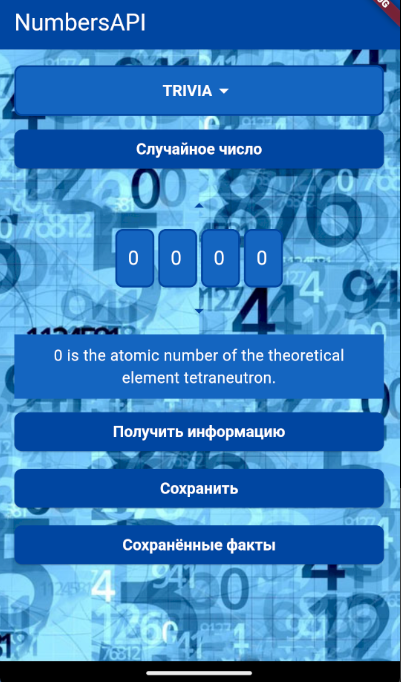 NumbersAPI
TRIVIA
Случайное число
0 0 0 0
0 is the atomic number of the theoretical
element tetraneutron.
Получить информацию
Сохранить
Сохранённые факты